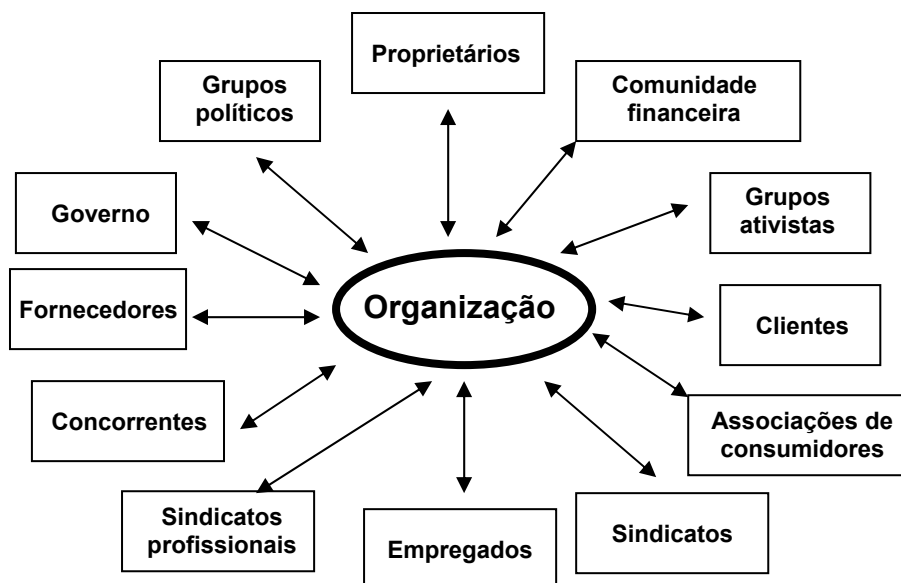 Proprietários
Grupos
políticos
Comunidade
financeira
Governo
Grupos
ativistas
Fornecedores
Organização
Clientes
Concorrentes
Associações de
consumidores
Sindicatos
profissionais
Empregados
Sindicatos